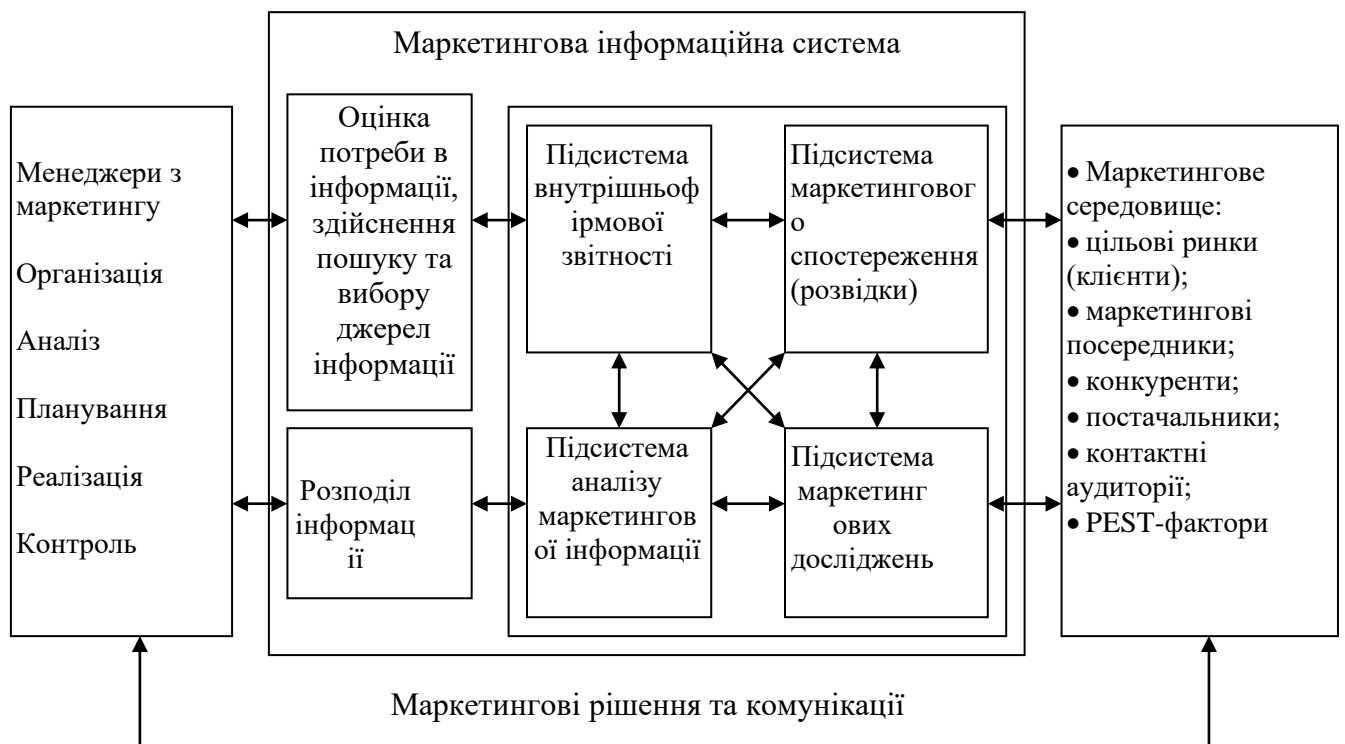 Маркетингова інформаційна система
Менеджери з
маркетингу
Організація
Аналіз
Планування
Реалізація
Контроль
Оцінка
потреби в
інформації,
здійснення
пошуку та
вибору
джерел
інформації
Розподіл
інформац
ії
Підсистема
внутрішньоф
ірмової
звітності
Підсистема
маркетинговог
о
спостереження
(розвідки)
Підсистема
аналізу
маркетингов
ої інформації
Підсистема
маркетинг
ових
досліджень
• Маркетингове
середовище:
• цільові ринки
(клієнти);
• маркетингові
посередники;
• конкуренти;
• постачальники;
• контактні
аудиторії;
• PEST-фактори
Маркетингові рішення та комунікації